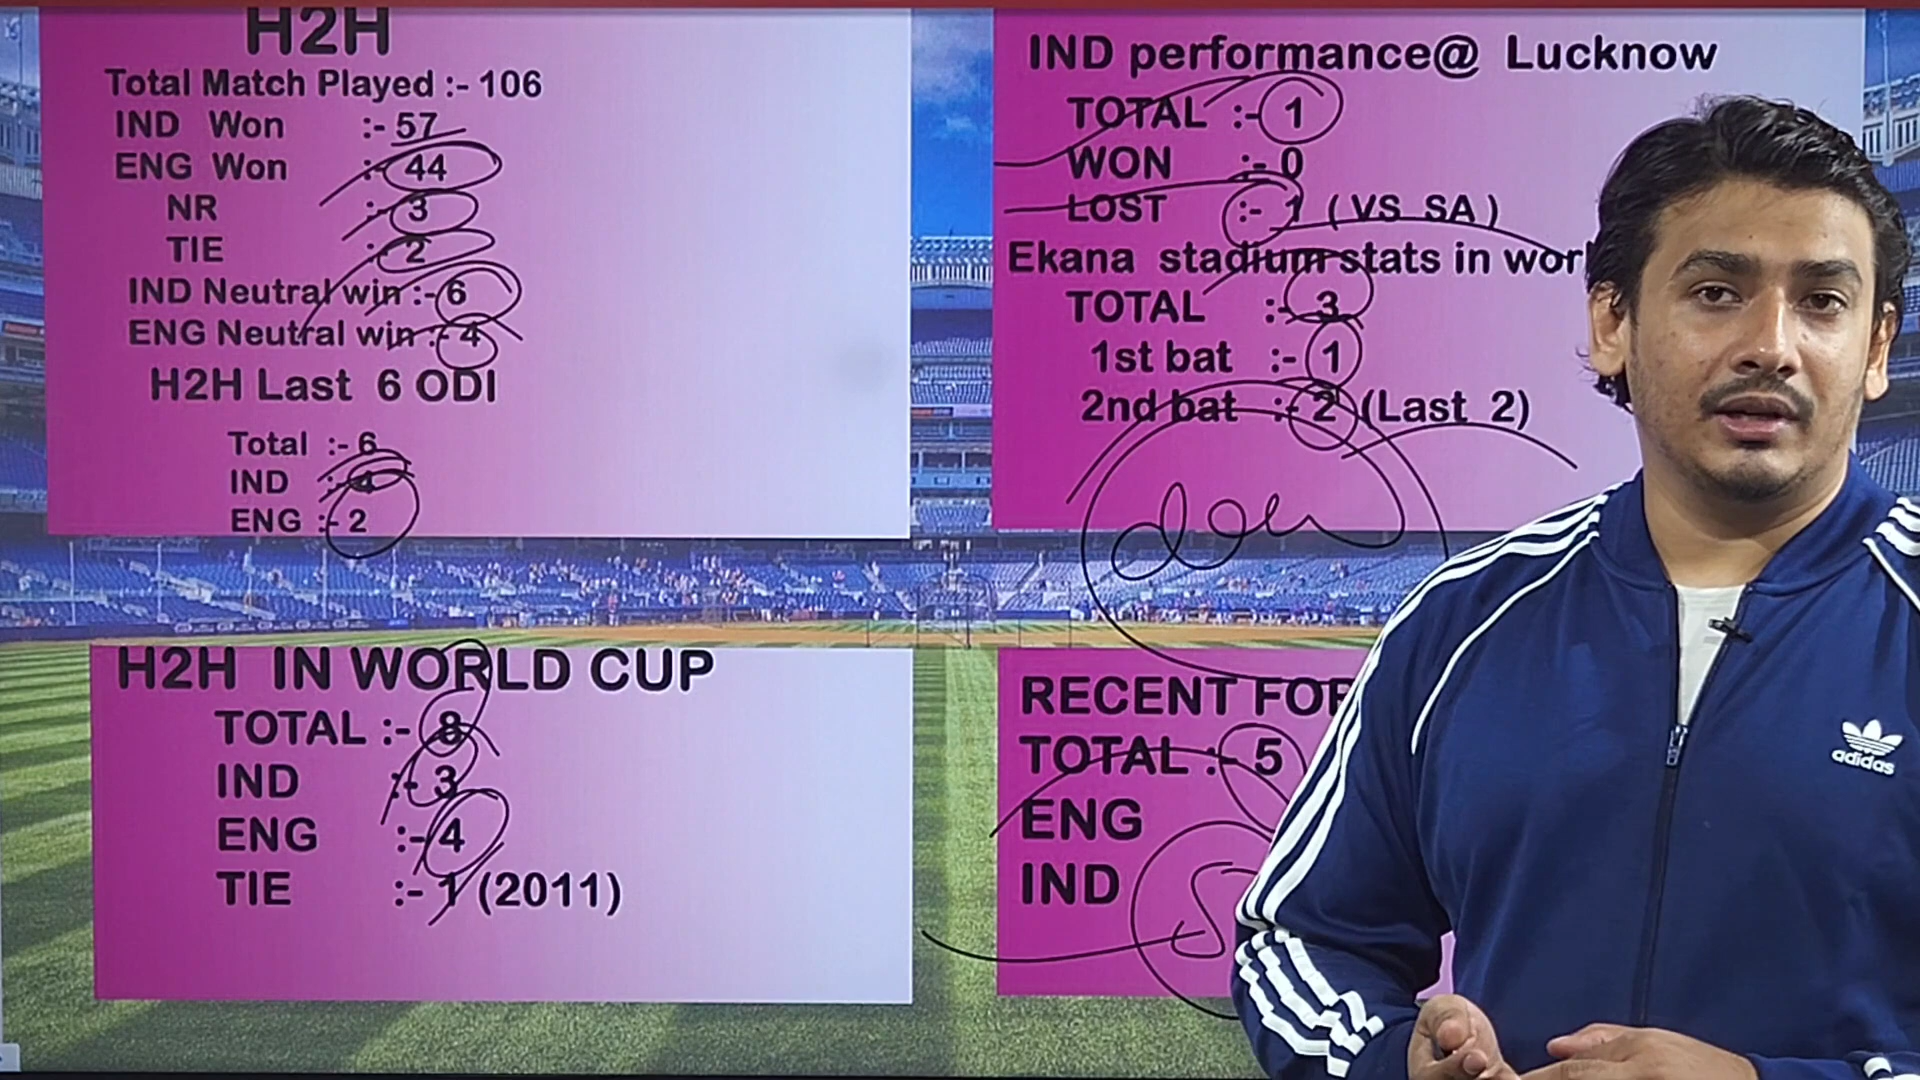 H2H
Total Match Played :- 106
IND Won :- 57
ENG Won :- 44
NR :- 3
TIE :- 2
IND Neutral win :- 6
ENG Neutral win :- 4
H2H Last 6 ODI
Total :- 6
IND :- 4
ENG :- 2
IND performance@ Lucknow
TOTAL :- 1
WON :- 0
LOST :- 1 ( VS SA )
Ekana stadium stats in
TOTAL :- 3
1st bat :- 1
2nd bat :- 2 (Last 2)
dew
H2H IN WORLD CUP
TOTAL :- 8
IND :- 3
ENG :- 4
TIE :- 1 (2011)
RECENT
TOTAL :- 5
ENG
IND
5
adidas